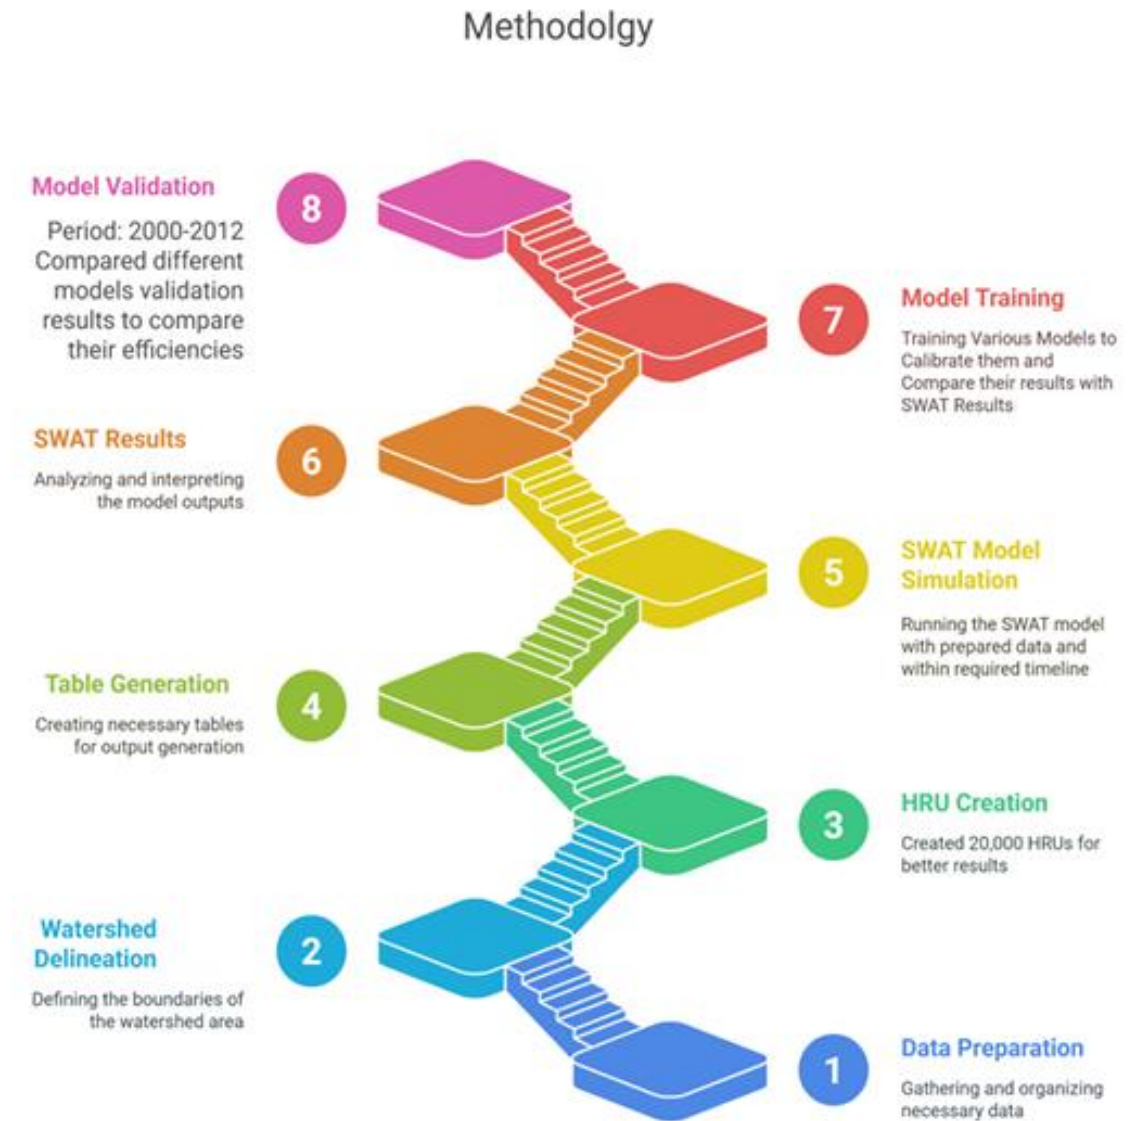 Methodolgy
Model Validation
8
Period: 2000-2012
Compared different
models validation
results to compare
their efficiencies
7
Model Training
Training Various Models to
Calibrate them and
Compare their results with
SWAT Results
SWAT Results
6
Analyzing and interpreting
the model outputs
5
SWAT Model
Simulation
Running the SWAT model
with prepared data and
within required timeline
Table Generation
4
Creating necessary tables
for output generation
3
HRU Creation
Created 20,000 HRUs for
better results
Watershed
Delineation
2
Defining the boundaries of
the watershed area
1
Data Preparation
Gathering and organizing
necessary data